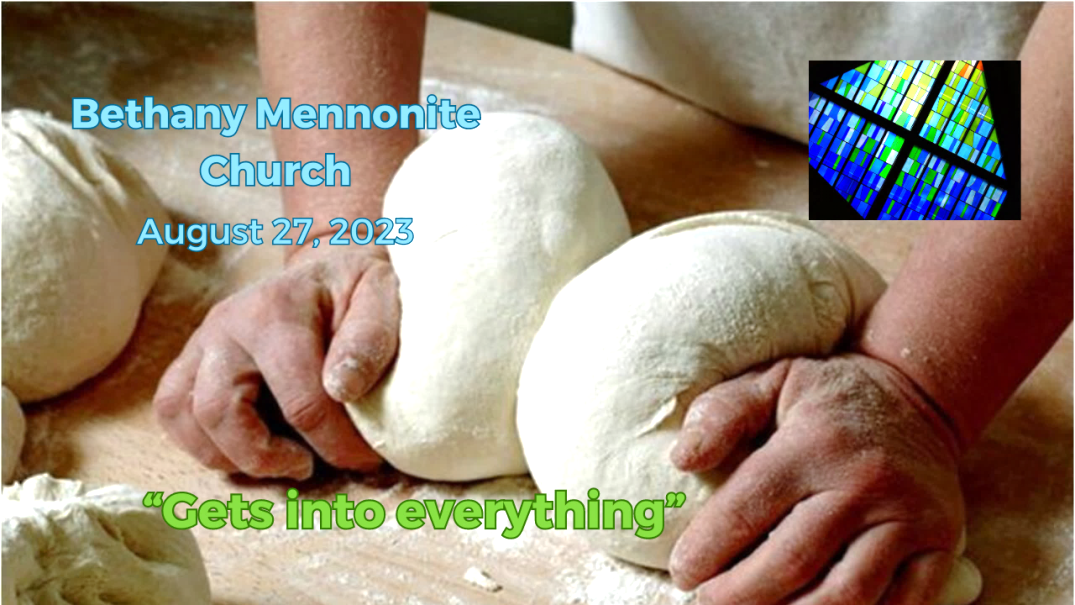 Bethany Mennonite
Church
August 27, 2023
“Gets into everything”